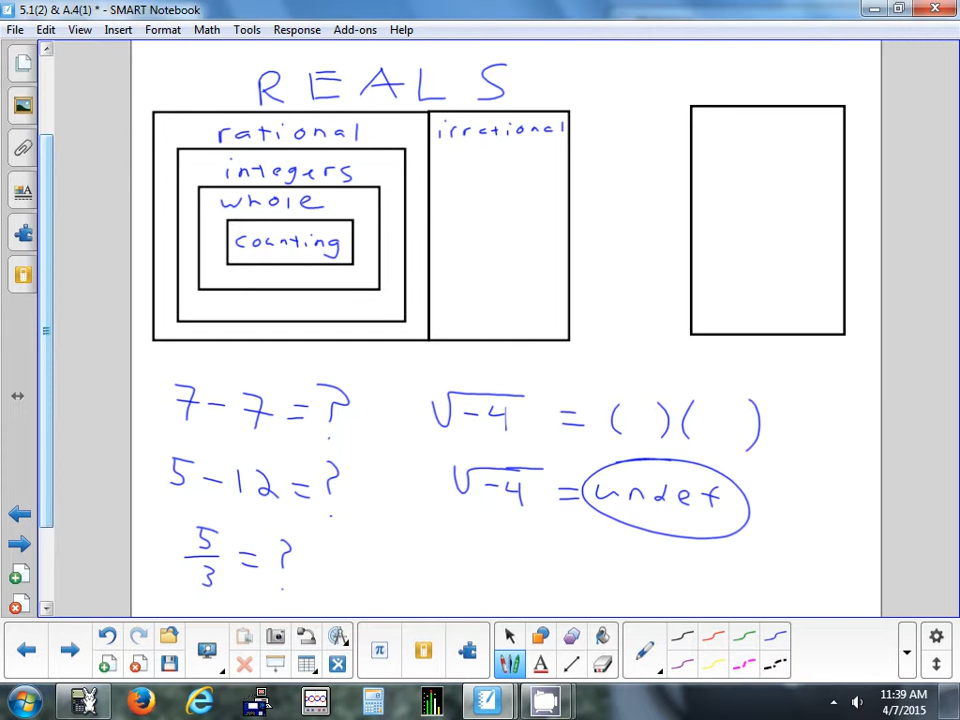 5.1(2) & A.4(1) * - SMART Notebook
File Edit View Insert Format Math Tools Response Add-ons Help
REALS
rational
irrational
integers
whole
counting
7 - 7 = ?
√-4 = ( )( )
5 - 12 = ?
√-4 = undef
5/3 = ?
π
A
11:39 AM
4/7/2015